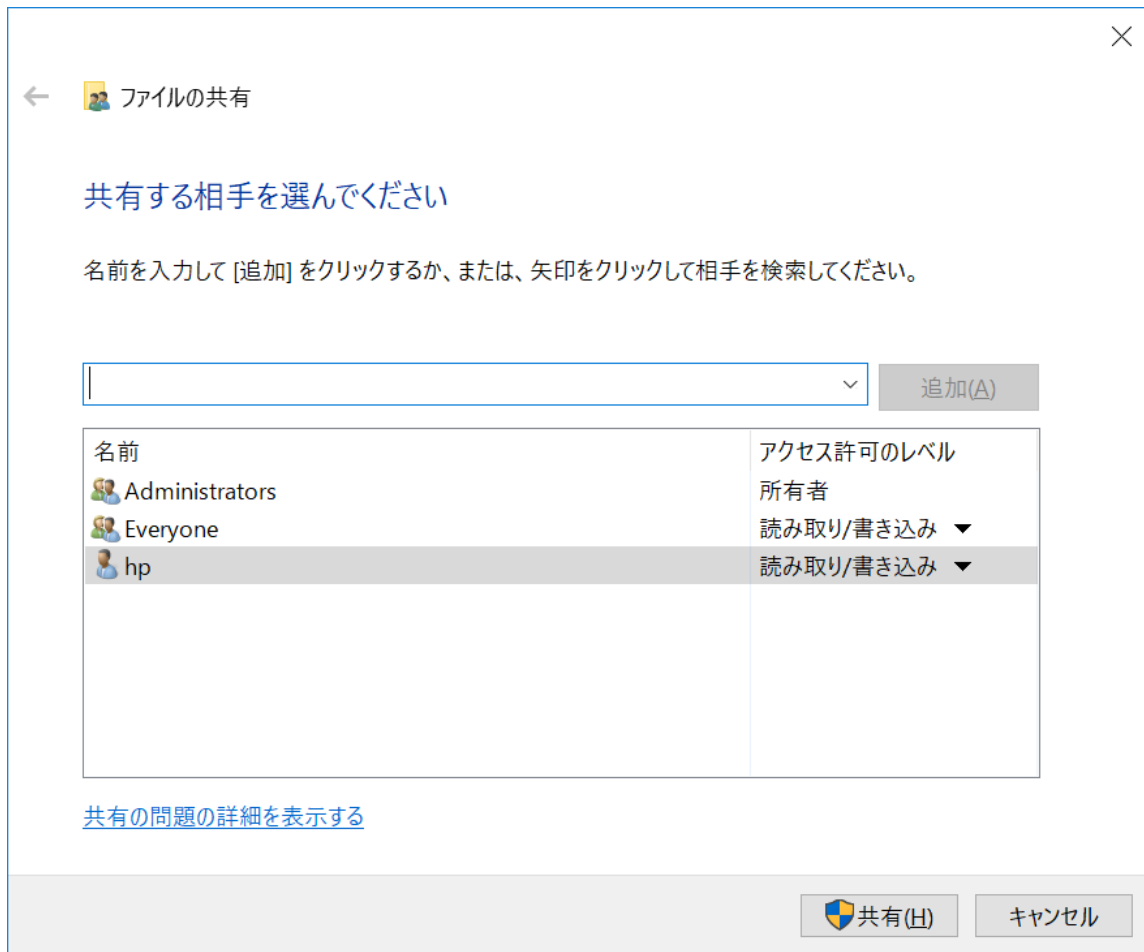 ファイルの共有
共有する相手を選んでください
名前を入力して [追加] をクリックするか、または、矢印をクリックして相手を検索してください。
追加(A)
名前 アクセス許可のレベル
Administrators 所有者
Everyone 読み取り/書き込み
hp 読み取り/書き込み
共有の問題の詳細を表示する
共有(H) キャンセル